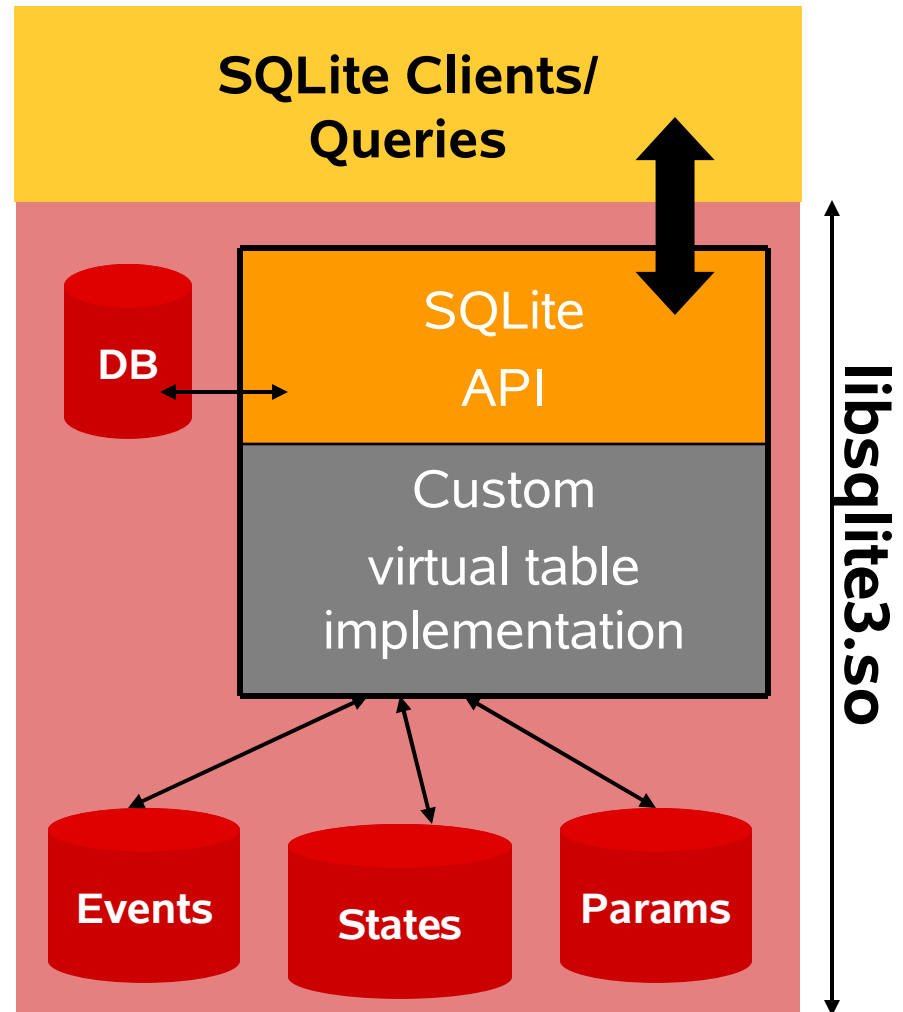 SQLite Clients/
Queries
SQLite
API
DB
Custom
virtual table
implementation
libsqlite3.so
Events
States
Params